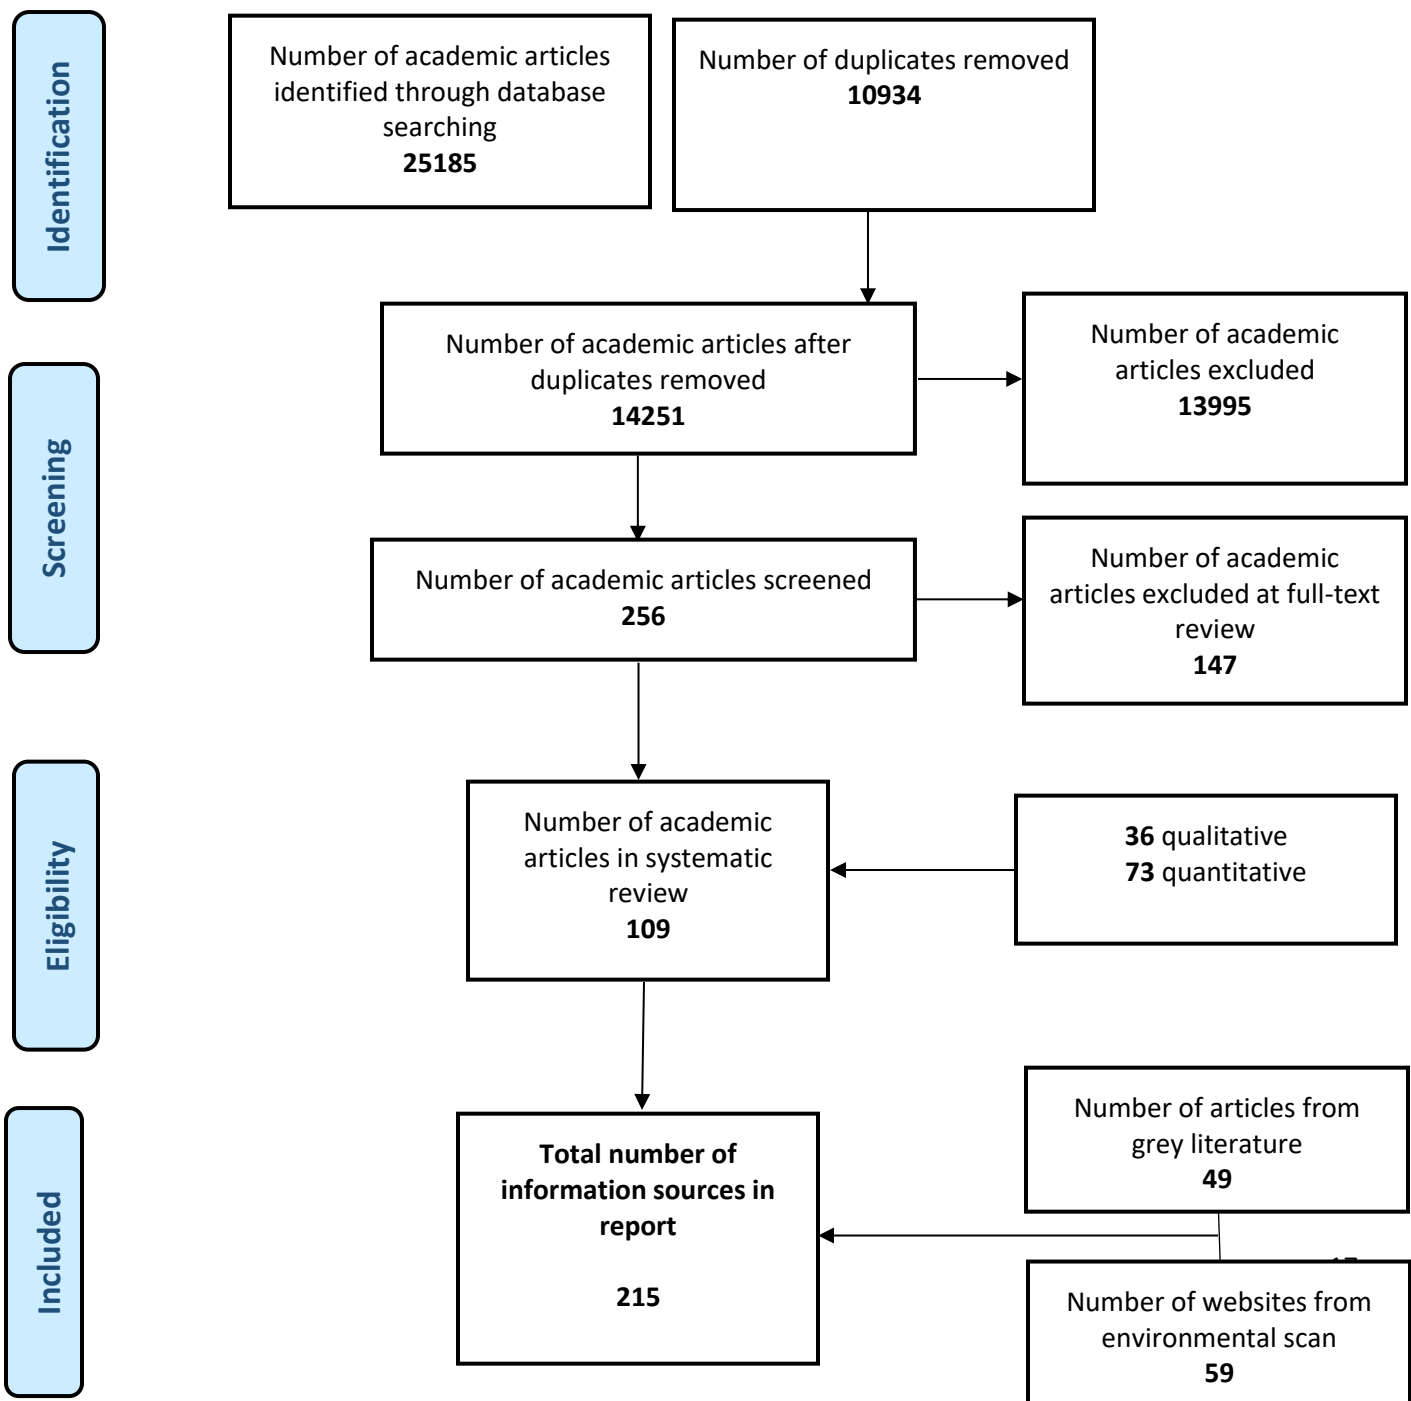 Identification
Number of academic articles
identified through database
searching
25185
Number of duplicates removed
10934
Screening
Number of academic articles after
duplicates removed
14251
Number of academic
articles excluded
13995
Number of academic articles screened
256
Number of academic
articles excluded at full-text
review
147
Eligibility
Number of academic
articles in systematic
review
109
36 qualitative
73 quantitative
Included
Total number of
information sources in
report
215
Number of articles from
grey literature
49
Number of websites from
environmental scan
59